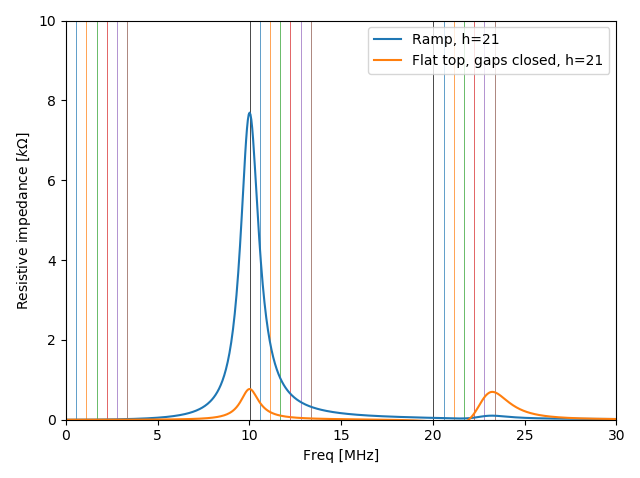 10
8
6
4
2
0
Resistive impedance [kΩ]
Ramp, h=21
Flat top, gaps closed, h=21
0 5 10 15 20 25 30
Freq [MHz]